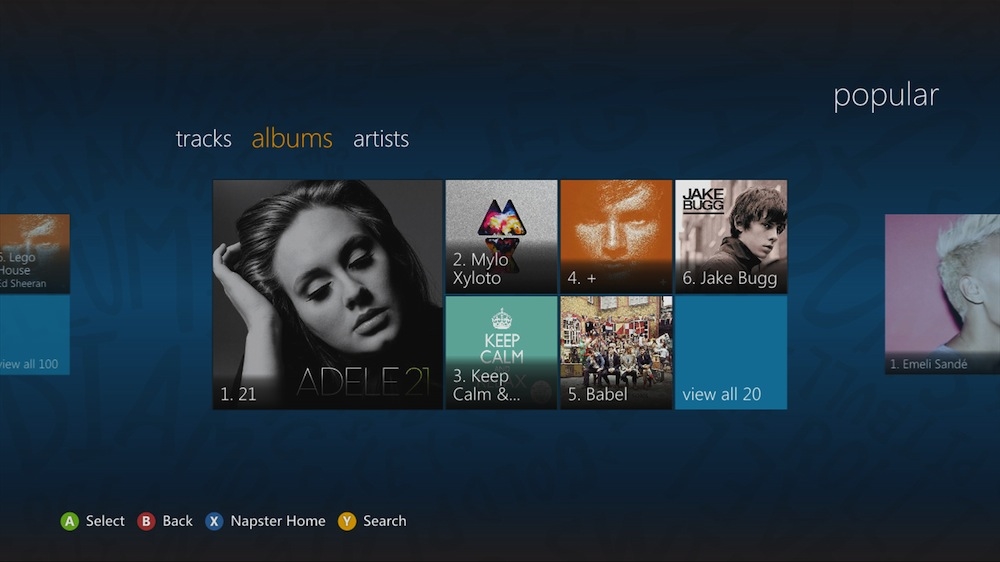 popular
tracks albums artists
5. Lego
House
Ed Sheeran
view all 100
ADELE 21
1. 21
2. Mylo
Xyloto
KEEP
CALM
3. Keep
Calm &...
4. +
5. Babel
JAKE
BUGG
6. Jake Bugg
view all 20
1. Emeli Sandé
A Select B Back X Napster Home Y Search